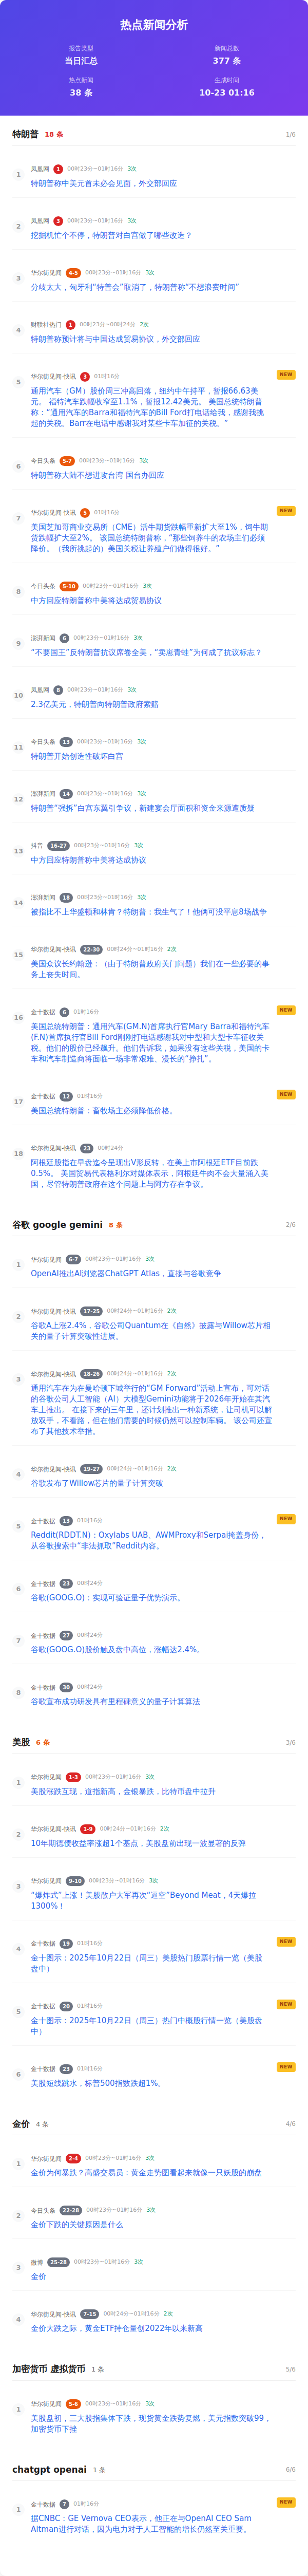 热点新闻分析
报告类型
当日汇总
新闻总数
377 条
热点新闻
38 条
生成时间
10-23 01:16
特朗普 18 条 1/6
1 凤凰网 1 00时23分~01时16分 3次
特朗普称中美元首未必会见面，外交部回应
2 凤凰网 3 00时23分~01时16分 3次
挖掘机忙个不停，特朗普对白宫做了哪些改造？
3 华尔街见闻 4-5 00时23分~01时16分 3次
分歧太大，匈牙利“特普会”取消了，特朗普称“不想浪费时间”
4 财联社热门 1 00时23分~00时24分 2次
特朗普称预计将与中国达成贸易协议，外交部回应
5 华尔街见闻-快讯 3 01时16分 NEW
通用汽车（GM）股价周三冲高回落，纽约中午转平，暂报66.63美
元。 福特汽车跌幅收窄至1.1%，暂报12.42美元。 美国总统特朗普
称：“通用汽车的Barra和福特汽车的Bill Ford打电话给我，感谢我挑
起的关税。Barr在电话中感谢我对某些卡车加征的关税。”
6 今日头条 5-7 00时23分~01时16分 3次
特朗普称大陆不想进攻台湾 国台办回应
7 华尔街见闻-快讯 5 01时16分 NEW
美国芝加哥商业交易所（CME）活牛期货跌幅重新扩大至1%，饲牛期
货跌幅扩大至2%。 该国总统特朗普称，“那些饲养牛的农场主们必须
降价。（我所挑起的）美国关税让养殖户们做得很好。”
8 今日头条 5-10 00时23分~01时16分 3次
中方回应特朗普称中美将达成贸易协议
9 澎湃新闻 6 00时23分~01时16分 3次
“不要国王”反特朗普抗议席卷全美，“卖崽青蛙”为何成了抗议标志？
10 凤凰网 8 00时23分~01时16分 3次
2.3亿美元，特朗普向特朗普政府索赔
11 今日头条 13 00时23分~01时16分 3次
特朗普开始创造性破坏白宫
12 澎湃新闻 14 00时23分~01时16分 3次
特朗普“强拆”白宫东翼引争议，新建宴会厅面积和资金来源遭质疑
13 抖音 16-27 00时23分~01时16分 3次
中方回应特朗普称中美将达成协议
14 澎湃新闻 18 00时23分~01时16分 3次
被指比不上华盛顿和林肯？特朗普：我生气了！他俩可没平息8场战争
15 华尔街见闻-快讯 22-30 00时24分~01时16分 2次
美国众议长约翰逊：（由于特朗普政府关门问题）我们在一些必要的事
务上丧失时间。
16 金十数据 6 01时16分 NEW
美国总统特朗普：通用汽车(GM.N)首席执行官Mary Barra和福特汽车
(F.N)首席执行官Bill Ford刚刚打电话感谢我对中型和大型卡车征收关
税。他们的股价已经飙升。他们告诉我，如果没有这些关税，美国的卡
车和汽车制造商将面临一场非常艰难、漫长的“挣扎”。
17 金十数据 12 01时16分 NEW
美国总统特朗普：畜牧场主必须降低价格。
18 华尔街见闻-快讯 23 00时24分
阿根廷股指在早盘迄今呈现出V形反转，在美上市阿根廷ETF目前跌
0.5%。 美国贸易代表格利尔对媒体表示，阿根廷牛肉不会大量涌入美
国，尽管特朗普政府在这个问题上与阿方存在争议。
谷歌 google gemini 8 条 2/6
1 华尔街见闻 6-7 00时23分~01时16分 3次
OpenAI推出AI浏览器ChatGPT Atlas，直接与谷歌竞争
2 华尔街见闻-快讯 17-25 00时24分~01时16分 2次
谷歌A上涨2.4%，谷歌公司Quantum在《自然》披露与Willow芯片相
关的量子计算突破性进展。
3 华尔街见闻-快讯 18-26 00时24分~01时16分 2次
通用汽车在为在曼哈顿下城举行的“GM Forward”活动上宣布，可对话
的谷歌公司人工智能（AI）大模型Gemini功能将于2026年开始在其汽
车上推出。 在接下来的三年里，还计划推出一种新系统，让司机可以解
放双手，不看路，但在他们需要的时候仍然可以控制车辆。 该公司还宣
布了其他技术举措。
4 华尔街见闻-快讯 19-27 00时24分~01时16分 2次
谷歌发布了Willow芯片的量子计算突破
5 金十数据 13 01时16分 NEW
Reddit(RDDT.N)：Oxylabs UAB、AWMProxy和Serpai掩盖身份，
从谷歌搜索中“非法抓取”Reddit内容。
6 金十数据 23 00时24分
谷歌(GOOG.O)：实现可验证量子优势演示。
7 金十数据 27 00时24分
谷歌(GOOG.O)股价触及盘中高位，涨幅达2.4%。
8 金十数据 30 00时24分
谷歌宣布成功研发具有里程碑意义的量子计算算法
美股 6 条 3/6
1 华尔街见闻 1-3 00时23分~01时16分 3次
美股涨跌互现，道指新高，金银暴跌，比特币盘中拉升
2 华尔街见闻-快讯 1-9 00时24分~01时16分 2次
10年期德债收益率涨超1个基点，美股盘前出现一波显著的反弹
3 华尔街见闻 9-10 00时23分~01时16分 3次
“爆炸式”上涨！美股散户大军再次“逼空”Beyond Meat，4天爆拉
1300%！
4 金十数据 19 01时16分 NEW
金十图示：2025年10月22日（周三）美股热门股票行情一览（美股
盘中）
5 金十数据 20 01时16分 NEW
金十图示：2025年10月22日（周三）热门中概股行情一览（美股盘
中）
6 金十数据 23 01时16分 NEW
美股短线跳水，标普500指数跌超1%。
金价 4 条 4/6
1 华尔街见闻 2-4 00时23分~01时16分 3次
金价为何暴跌？高盛交易员：黄金走势图看起来就像一只妖股的崩盘
2 今日头条 22-28 00时23分~01时16分 3次
金价下跌的关键原因是什么
3 微博 25-28 00时23分~01时16分 3次
金价
4 华尔街见闻-快讯 7-15 00时24分~01时16分 2次
金价大跌之际，黄金ETF持仓量创2022年以来新高
加密货币 虚拟货币 1 条 5/6
1 华尔街见闻 5-6 00时23分~01时16分 3次
美股盘初，三大股指集体下跌，现货黄金跌势复燃，美元指数突破99，
加密货币下挫
chatgpt openai 1 条 6/6
1 金十数据 7 01时16分 NEW
据CNBC：GE Vernova CEO表示，他正在与OpenAI CEO Sam
Altman进行对话，因为电力对于人工智能的增长仍然至关重要。